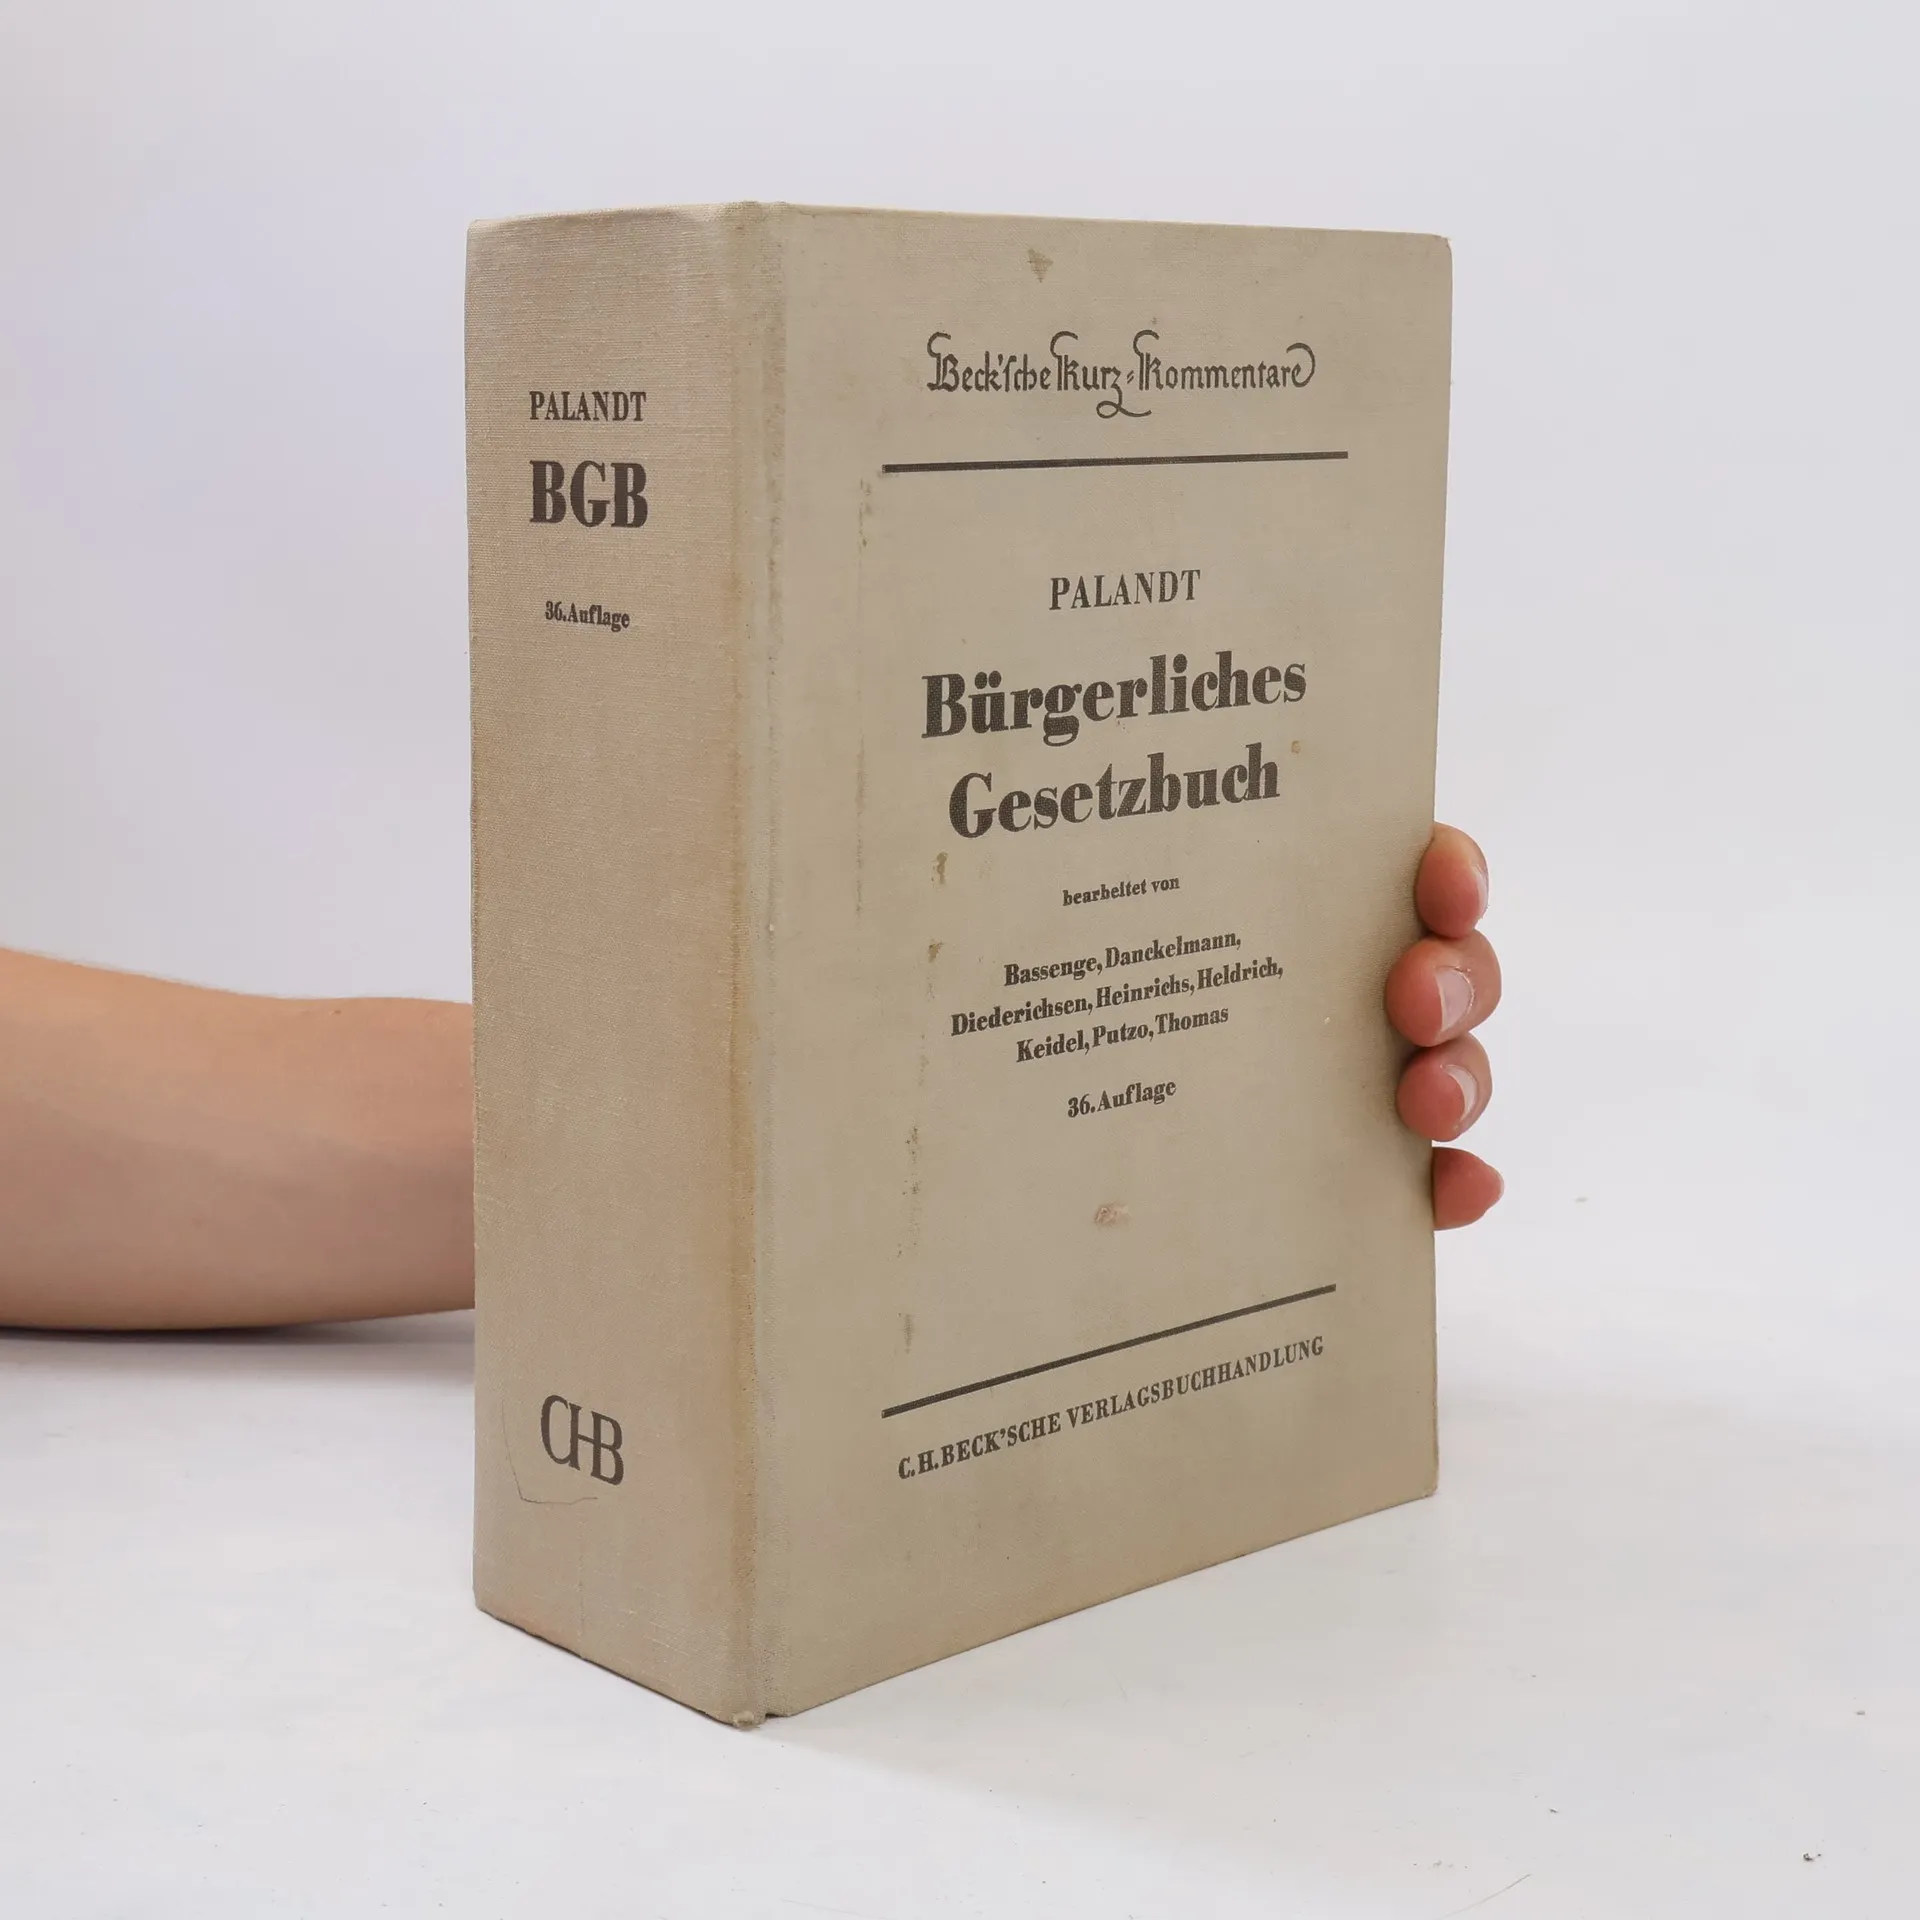 PALANDT
BGB
36. Auflage
CHB
Beck'sche Kurz-Kommentare
PALANDT
Bürgerliches
Gesetzbuch
bearbeitet von
Bassenge, Danckelmann,
Diederichsen, Heinrichs, Heldrich,
Keidel, Putzo, Thomas
36. Auflage
C. H. BECK'SCHE VERLAGSBUCHHANDLUNG